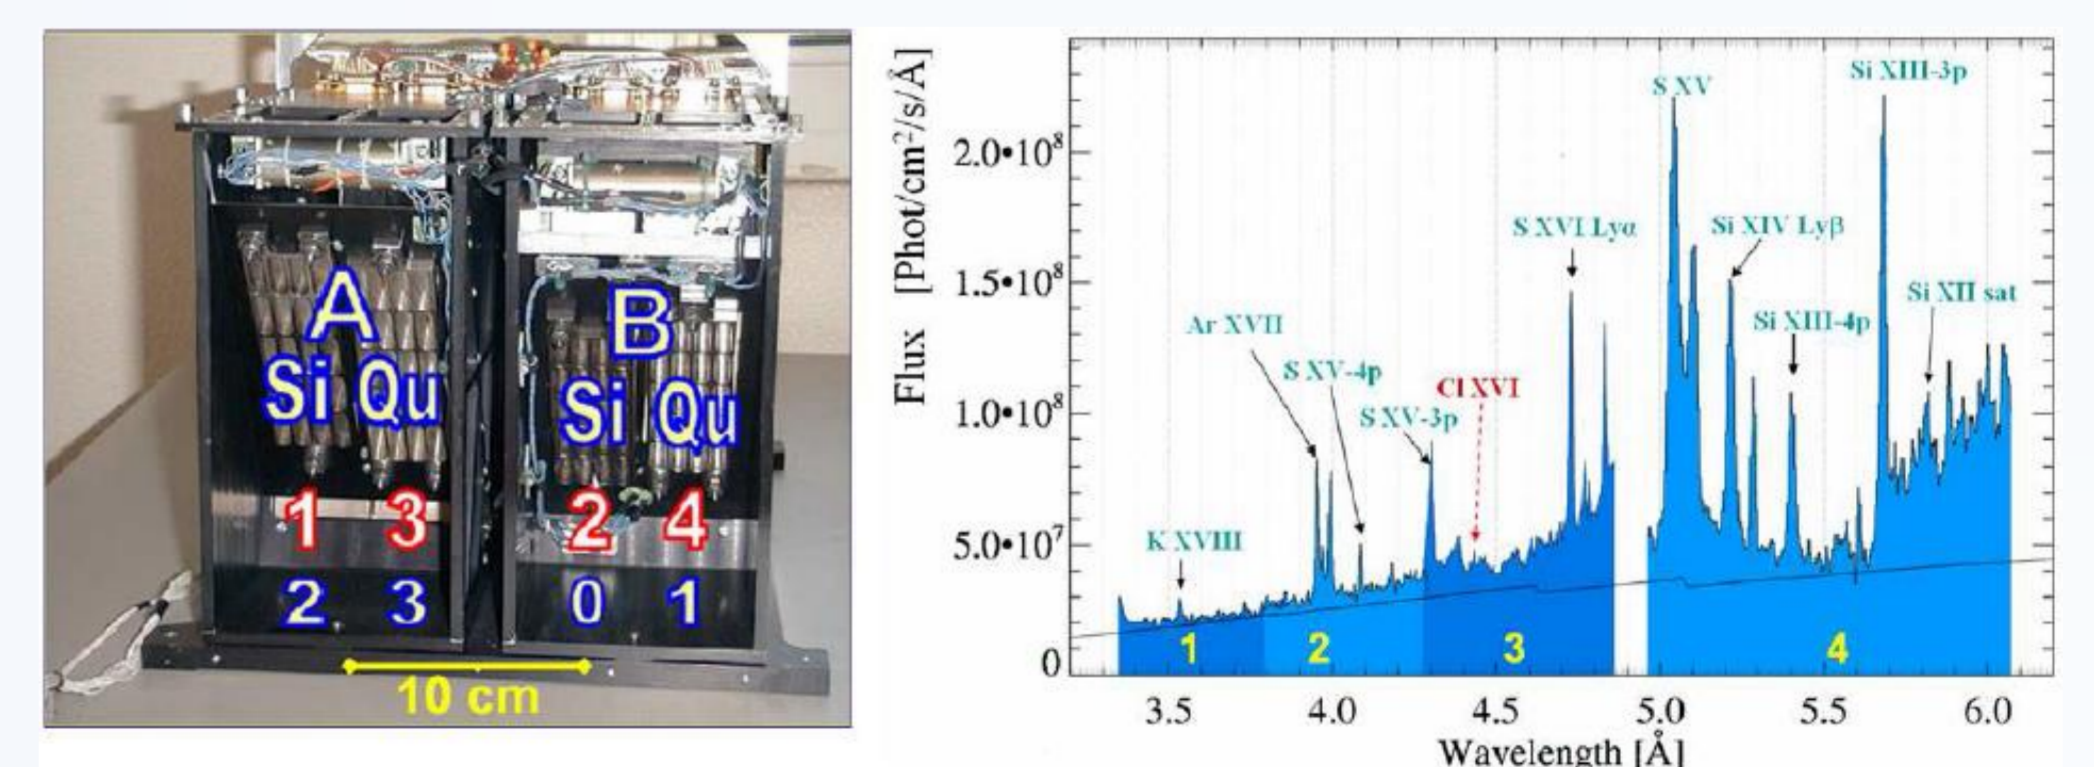 A
B
Si Qu
Si Qu
1 3
2 4
2 3
0 1
10 cm
Flux [Phot/cm²/s/Å]
2.0•10⁸
1.5•10⁸
1.0•10⁸
5.0•10⁷
0
K XVIII
Ar XVII
S XV-4p
S XV-3p
Cl XVI
S XVI Lyα
S XV
Si XIV Lyβ
Si XIII-4p
Si XIII-3p
Si XII sat
1
2
3
4
3.5
4.0
4.5
5.0
5.5
6.0
Wavelength [Å]